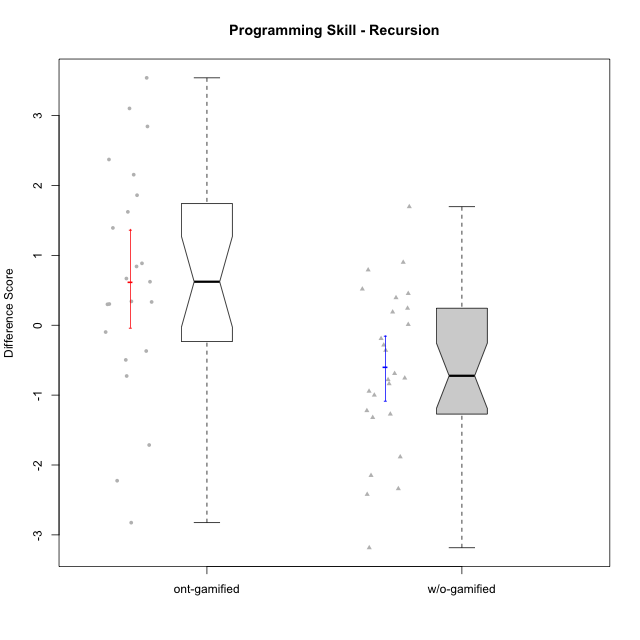 Programming Skill - Recursion
Difference Score
3
2
1
0
-1
-2
-3
ont-gamified
w/o-gamified